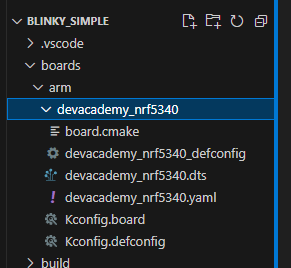 BLINKY_SIMPLE
.vscode
boards
arm
devacademy_nrf5340
board.cmake
devacademy_nrf5340_defconfig
devacademy_nrf5340.dts
devacademy_nrf5340.yaml
Kconfig.board
Kconfig.defconfig
build